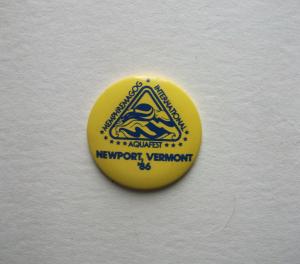 MEMPHREMAGOG
INTERNATIONAL
AQUAFEST
NEWPORT, VERMONT
'86